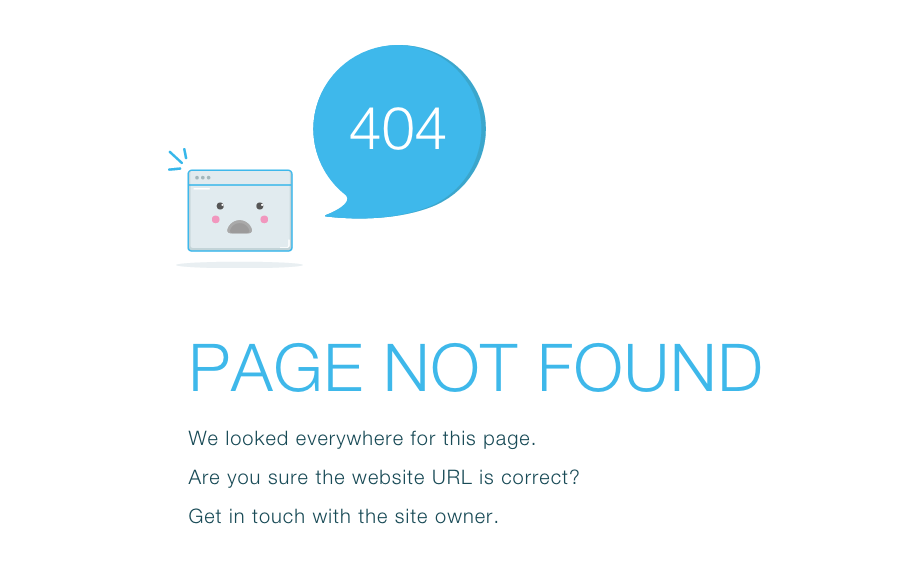 404
PAGE NOT FOUND
We looked everywhere for this page.
Are you sure the website URL is correct?
Get in touch with the site owner.